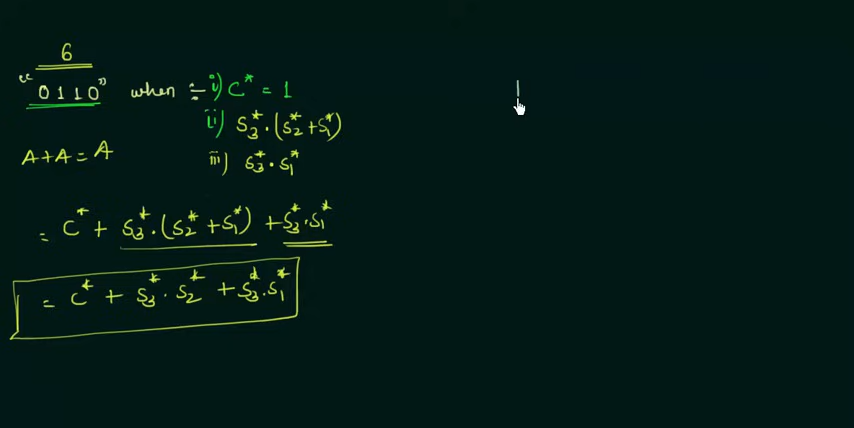 6
"0110" when ÷ i) C* = 1
ii) S3*·(S2*+S1*)
A+A=A
iii) S3*·S1*
= C* + S3*·(S2*+S1*) + S3*·S1*
= C* + S3*·S2* + S3*·S1*